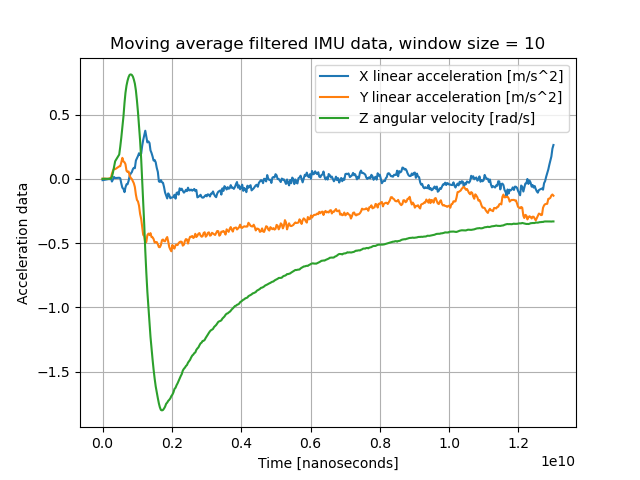 Moving average filtered IMU data, window size = 10
X linear acceleration [m/s^2]
Y linear acceleration [m/s^2]
Z angular velocity [rad/s]
Acceleration data
0.5
0.0
−0.5
−1.0
−1.5
0.0 0.2 0.4 0.6 0.8 1.0 1.2
1e10
Time [nanoseconds]